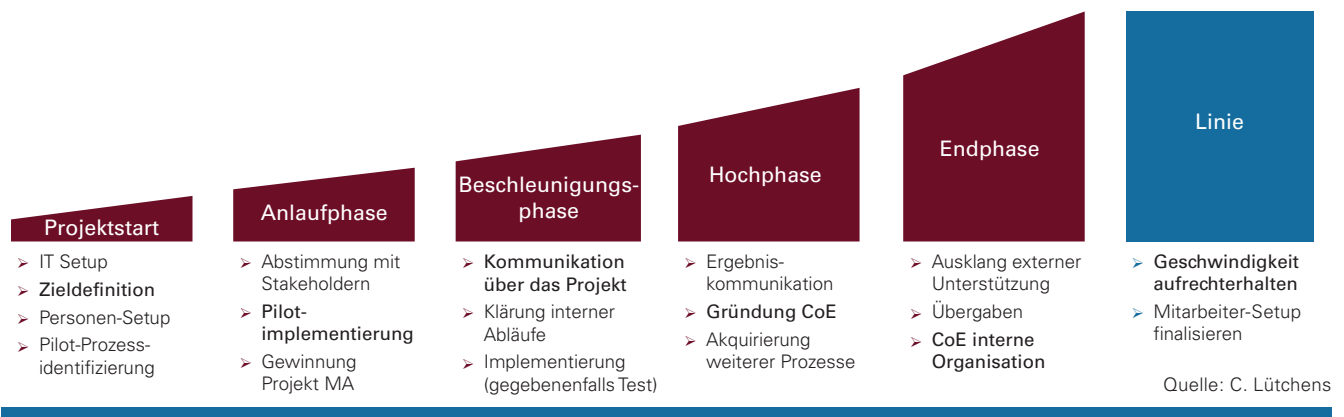 Projektstart
➢ IT Setup
➢ Zieldefinition
➢ Personen-Setup
➢ Pilot-Prozess-
identifizierung
Anlaufphase
➢ Abstimmung mit
Stakeholdern
➢ Pilot-
implementierung
➢ Gewinnung
Projekt MA
Beschleunigungs-
phase
➢ Kommunikation
über das Projekt
➢ Klärung interner
Abläufe
➢ Implementierung
(gegebenenfalls Test)
Hochphase
➢ Ergebnis-
kommunikation
➢ Gründung CoE
➢ Akquirierung
weiterer Prozesse
Endphase
➢ Ausklang externer
Unterstützung
➢ Übergaben
➢ CoE interne
Organisation
Linie
➢ Geschwindigkeit
aufrechterhalten
➢ Mitarbeiter-Setup
finalisieren
Quelle: C. Lütchens